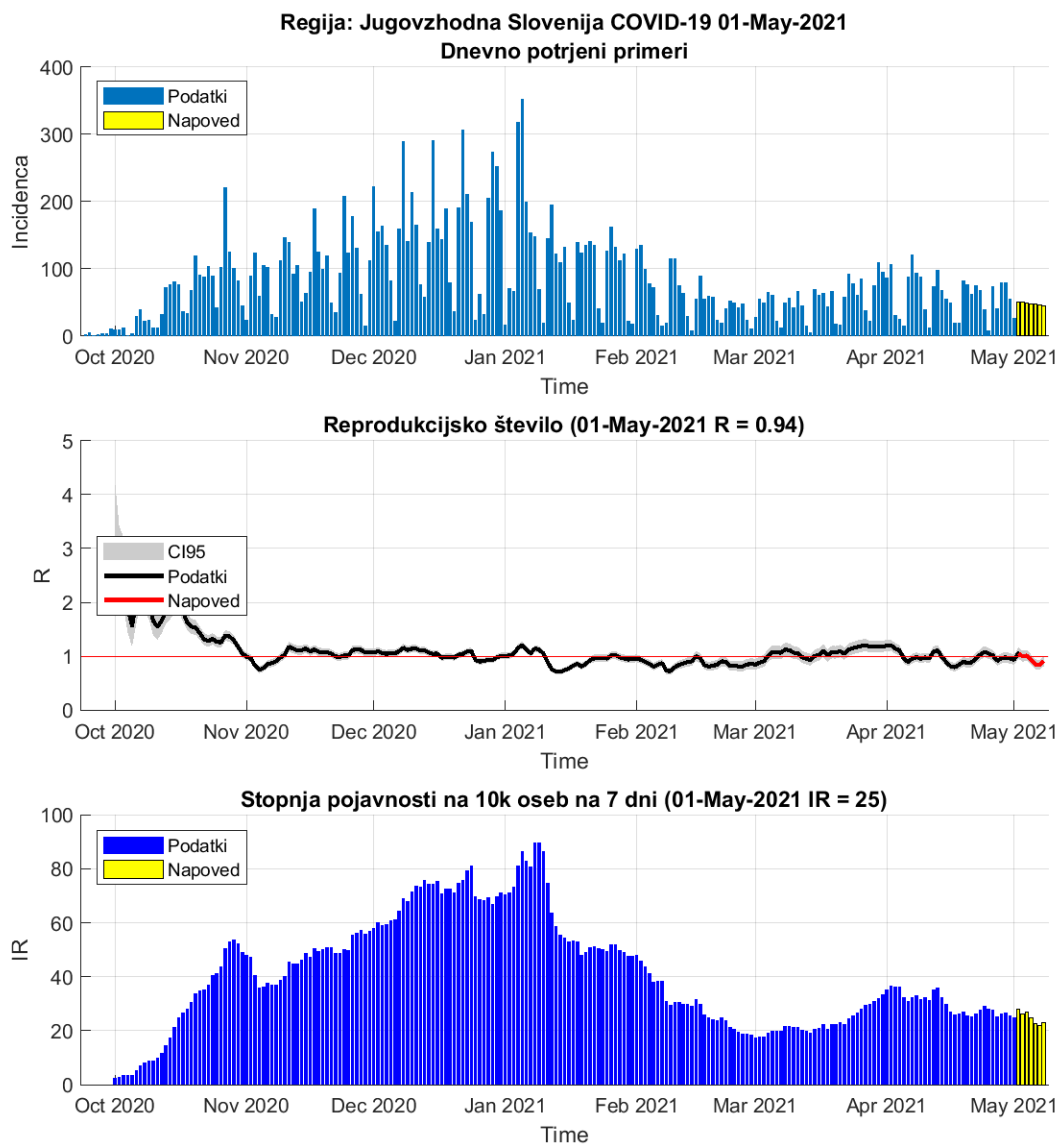 Regija: Jugovzhodna Slovenija COVID-19 01-May-2021
Dnevno potrjeni primeri
400
300
200
100
0
Incidenca
Podatki
Napoved
Oct 2020 Nov 2020 Dec 2020 Jan 2021 Feb 2021 Mar 2021 Apr 2021 May 2021
Time
Reprodukcijsko število (01-May-2021 R = 0.94)
5
4
3
2
1
0
R
CI95
Podatki
Napoved
Oct 2020 Nov 2020 Dec 2020 Jan 2021 Feb 2021 Mar 2021 Apr 2021 May 2021
Time
Stopnja pojavnosti na 10k oseb na 7 dni (01-May-2021 IR = 25)
100
80
60
40
20
0
IR
Podatki
Napoved
Oct 2020 Nov 2020 Dec 2020 Jan 2021 Feb 2021 Mar 2021 Apr 2021 May 2021
Time